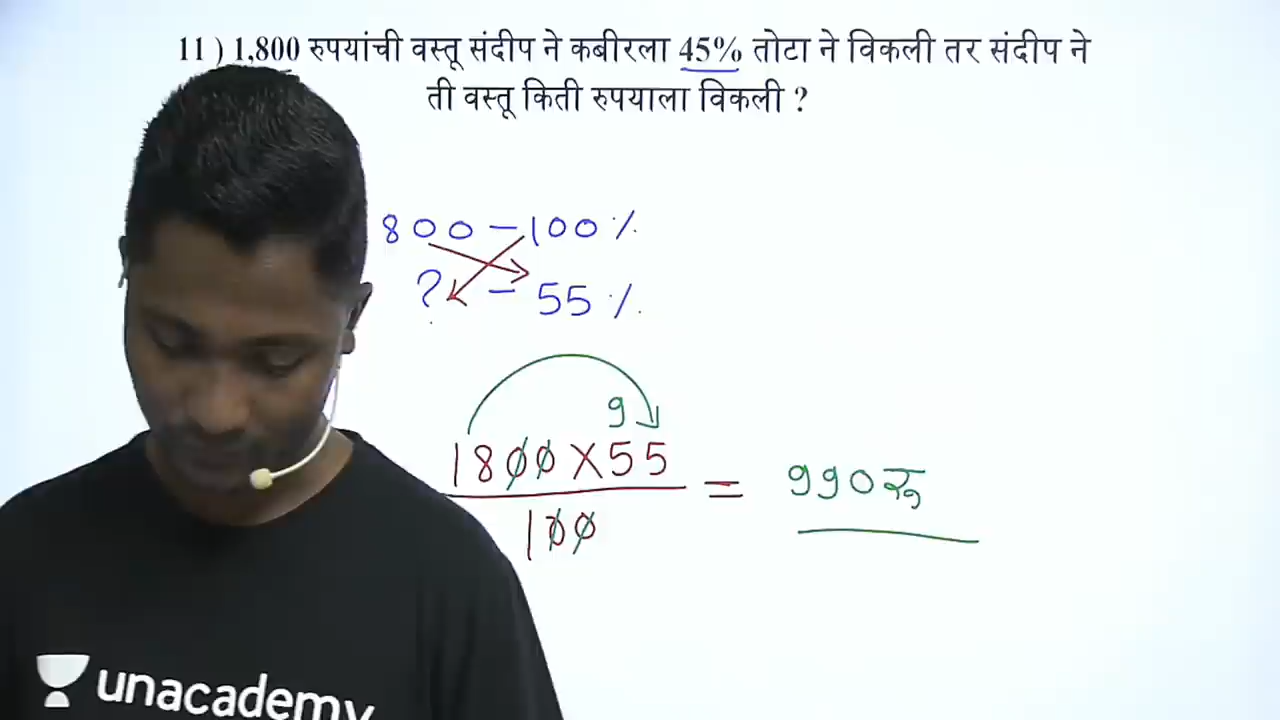 11 ) 1,800 रुपयांची वस्तू संदीप ने कबीरला 45% तोटा ने विकली तर संदीप ने
ती वस्तू किती रुपयाला विकली ?
800 – 100 %
? – 55 %
9
1800 X 55
100
= 990 रू
unacademy